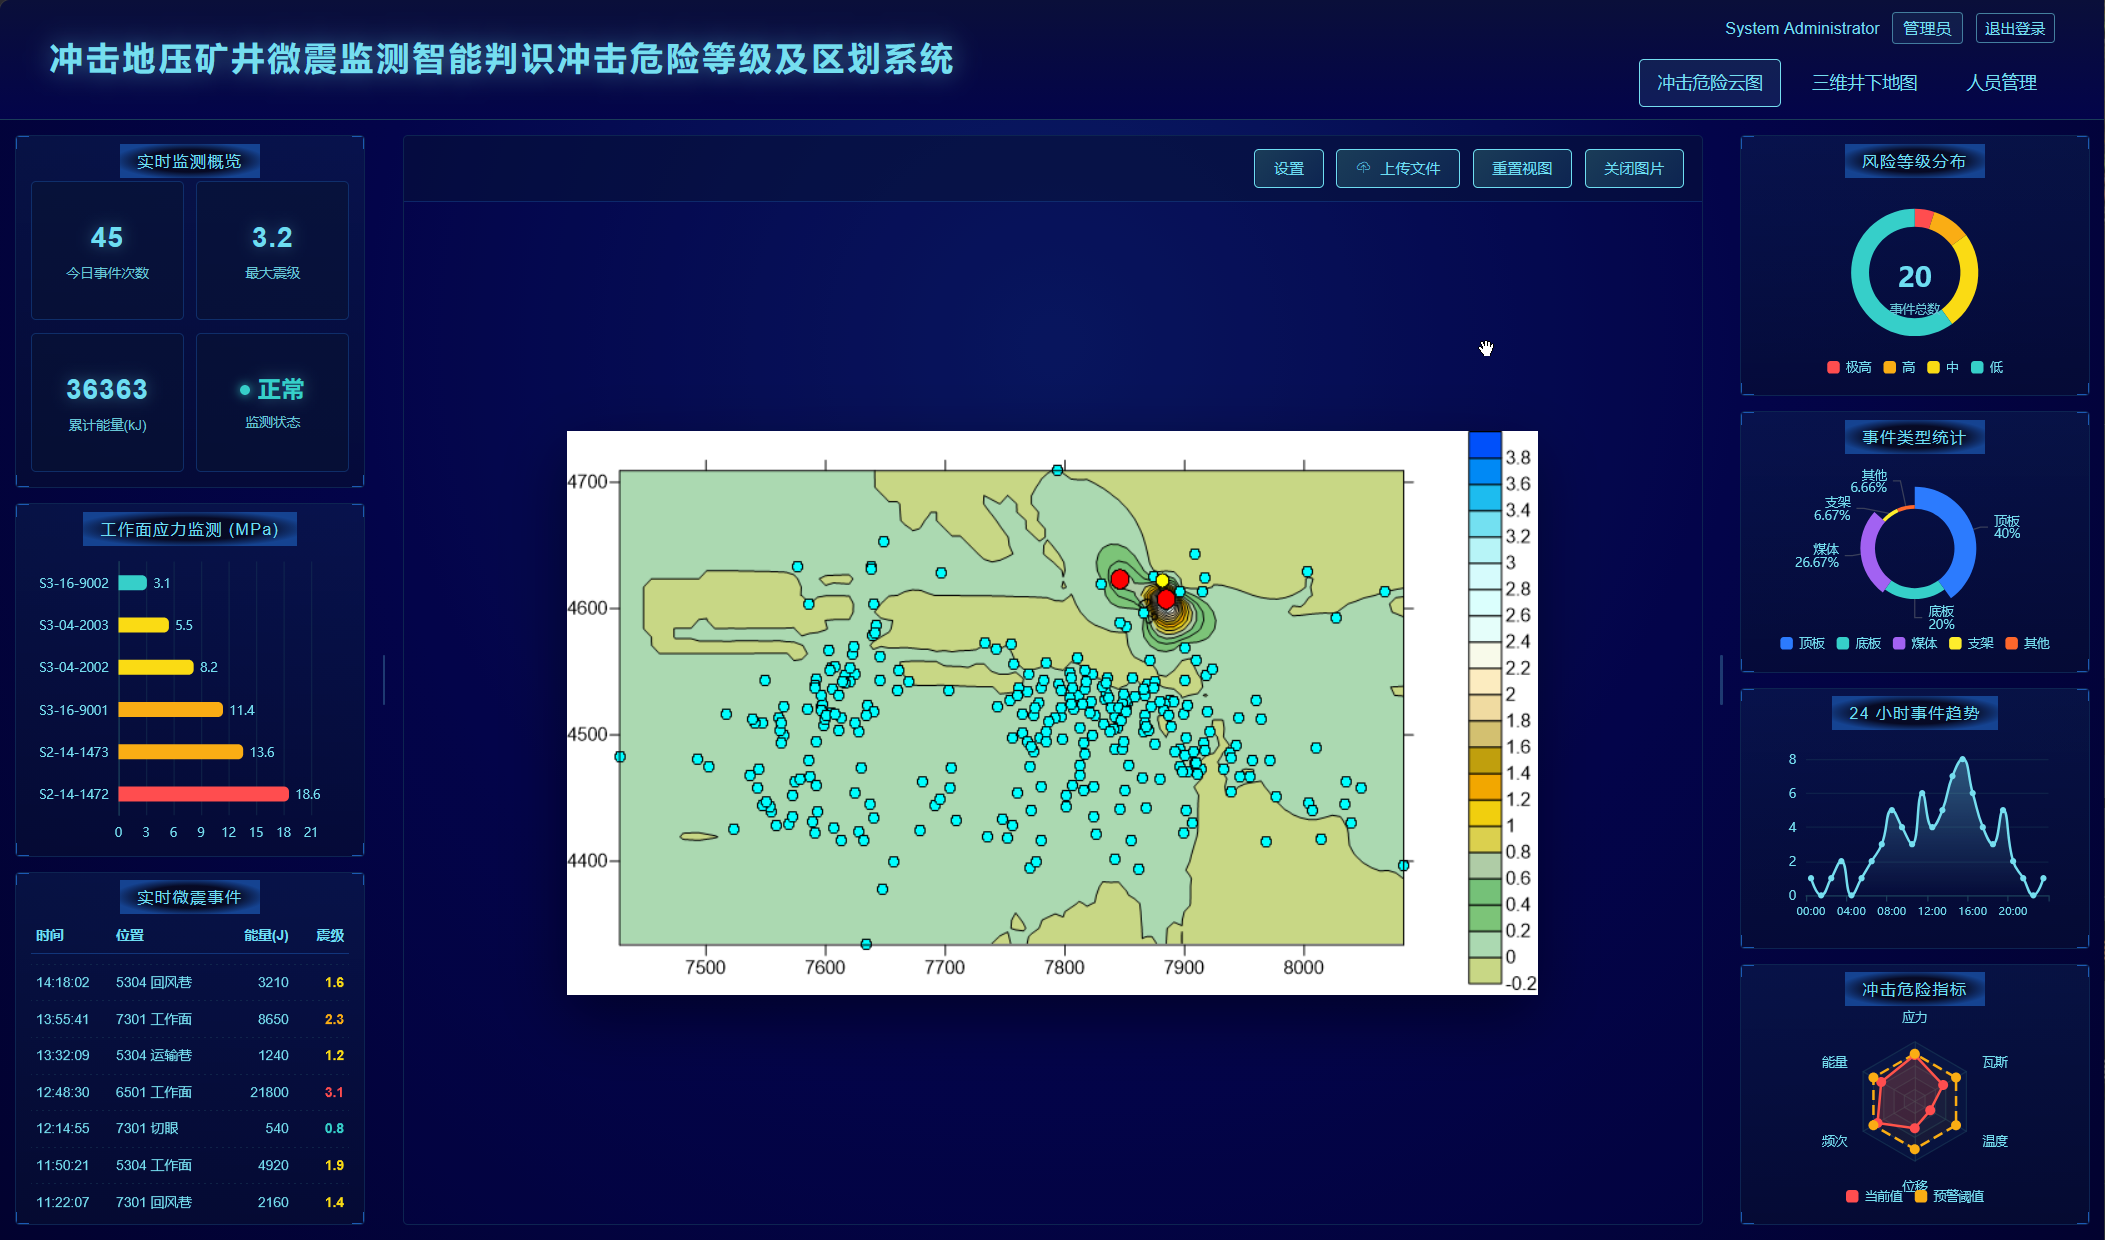 冲击地压矿井微震监测智能判识冲击危险等级及区划系统
System Administrator 管理员 退出登录
冲击危险云图 三维井下地图 人员管理
实时监测概览
45
今日事件次数
3.2
最大震级
36363
累计能量(kJ)
正常
监测状态
工作面应力监测 (MPa)
S3-16-9002 3.1
S3-04-2003 5.5
S3-04-2002 8.2
S3-16-9001 11.4
S2-14-1473 13.6
S2-14-1472 18.6
0 3 6 9 12 15 18 21
实时微震事件
时间 位置 能量(J) 震级
14:18:02 5304 回风巷 3210 1.6
13:55:41 7301 工作面 8650 2.3
13:32:09 5304 运输巷 1240 1.2
12:48:30 6501 工作面 21800 3.1
12:14:55 7301 切眼 540 0.8
11:50:21 5304 工作面 4920 1.9
11:22:07 7301 回风巷 2160 1.4
设置 上传文件 重置视图 关闭图片
4700
4600
4500
4400
7500 7600 7700 7800 7900 8000
3.8
3.6
3.4
3.2
3
2.8
2.6
2.4
2.2
2
1.8
1.6
1.4
1.2
1
0.8
0.6
0.4
0.2
0
-0.2
风险等级分布
20
事件总数
极高 高 中 低
事件类型统计
其他
6.66%
支架
6.67%
煤体
26.67%
顶板
40%
底板
20%
顶板 底板 煤体 支架 其他
24 小时事件趋势
8
6
4
2
0
00:00 04:00 08:00 12:00 16:00 20:00
冲击危险指标
应力
能量 瓦斯
频次 温度
位移
当前值 预警阈值